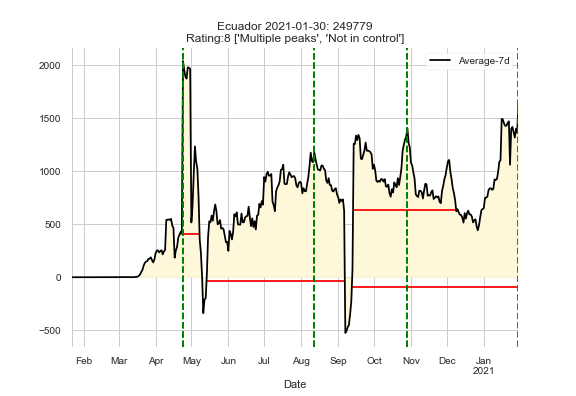 Ecuador 2021-01-30: 249779
Rating:8 ['Multiple peaks', 'Not in control']
Average-7d
2000
1500
1000
500
0
−500
Feb Mar Apr May Jun Jul Aug Sep Oct Nov Dec Jan
2021
Date